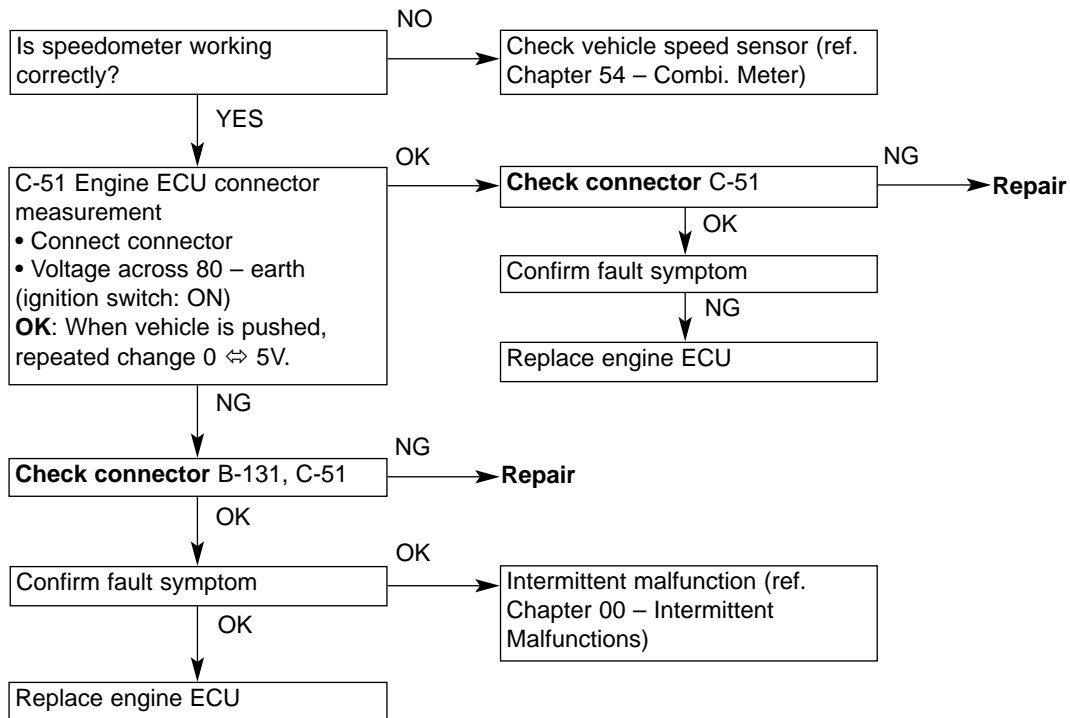 NO
Is speedometer working
correctly?
Check vehicle speed sensor (ref.
Chapter 54 – Combi. Meter)
YES
C-51 Engine ECU connector
measurement
• Connect connector
• Voltage across 80 – earth
(ignition switch: ON)
OK: When vehicle is pushed,
repeated change 0 ⇔ 5V.
OK
Check connector C-51
NG
Repair
OK
Confirm fault symptom
NG
Replace engine ECU
NG
Check connector B-131, C-51
NG
Repair
OK
Confirm fault symptom
OK
Intermittent malfunction (ref.
Chapter 00 – Intermittent
Malfunctions)
OK
Replace engine ECU